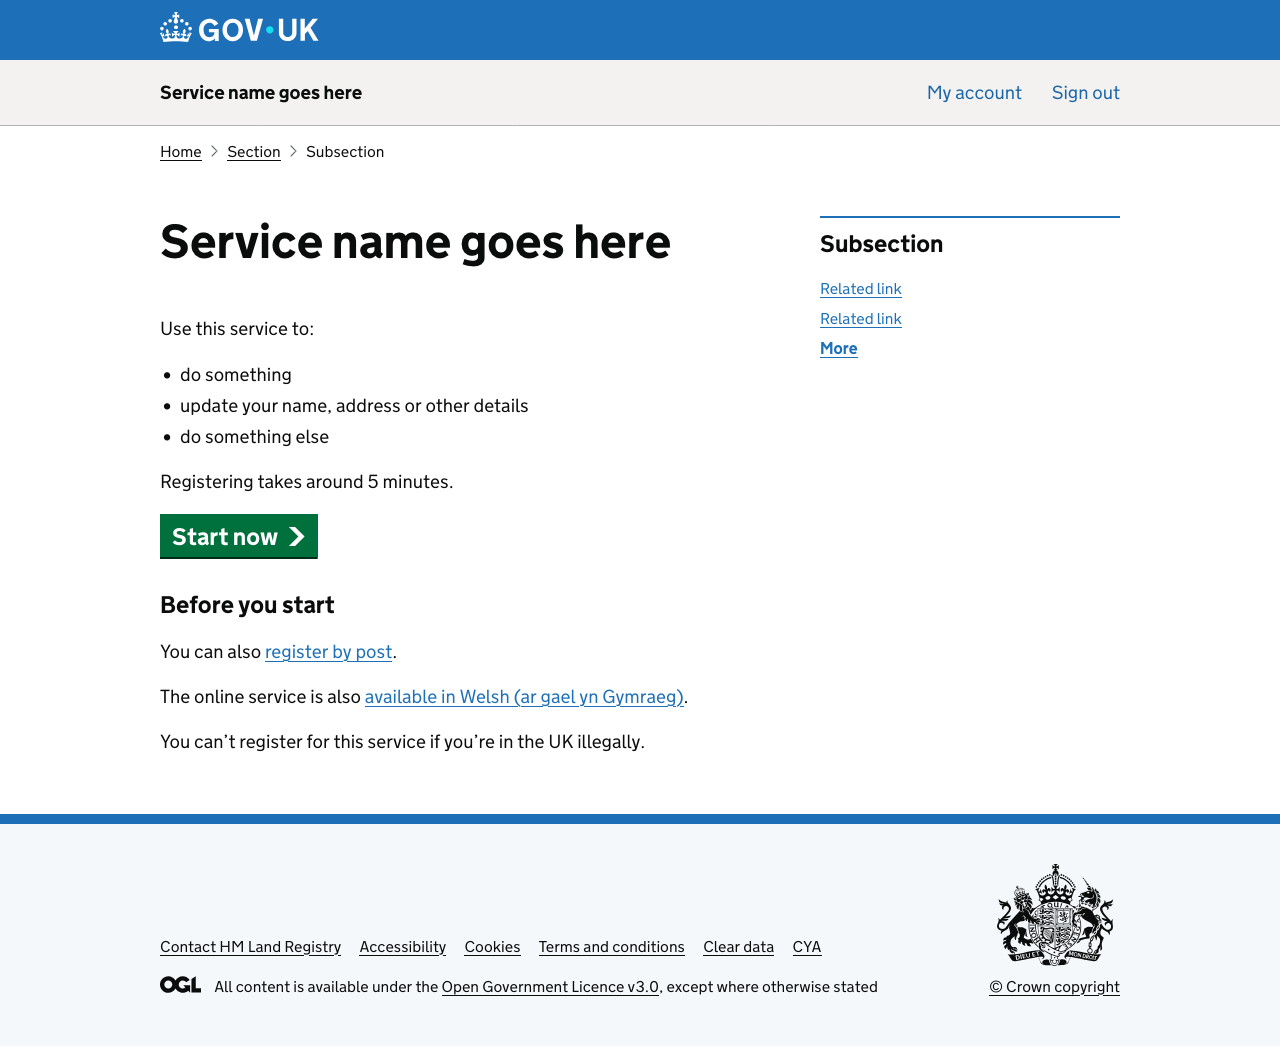 GOV·UK
Service name goes here
My account
Sign out
Home
Section
Subsection
Service name goes here
Use this service to:
• do something
• update your name, address or other details
• do something else
Registering takes around 5 minutes.
Start now
Before you start
You can also register by post.
The online service is also available in Welsh (ar gael yn Gymraeg).
You can’t register for this service if you’re in the UK illegally.
Subsection
Related link
Related link
More
Contact HM Land Registry
Accessibility
Cookies
Terms and conditions
Clear data
CYA
OGL All content is available under the Open Government Licence v3.0, except where otherwise stated
DIEU ET MON DROIT
© Crown copyright